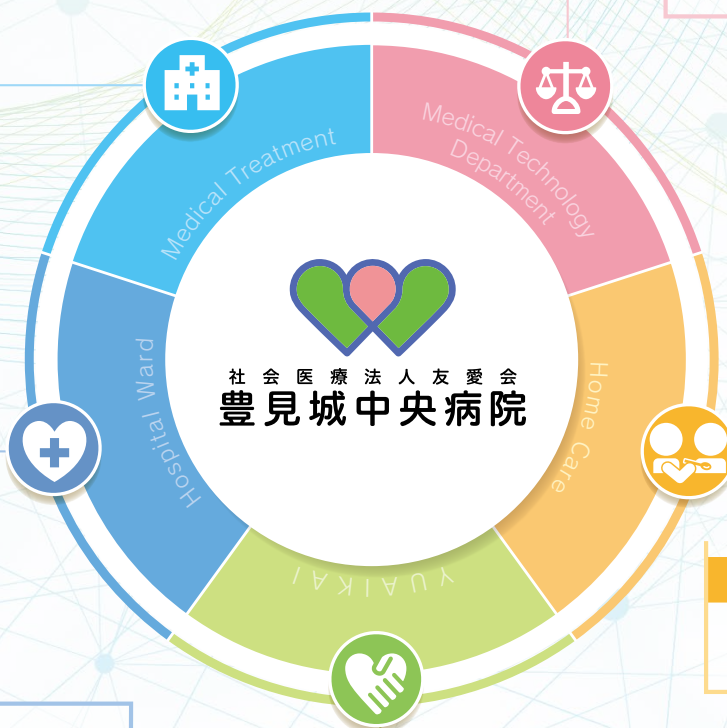 Medical Treatment
Medical Technology
Department
社会医療法人友愛会
豊見城中央病院
Hospital Ward
Home Care
YUAIKAI